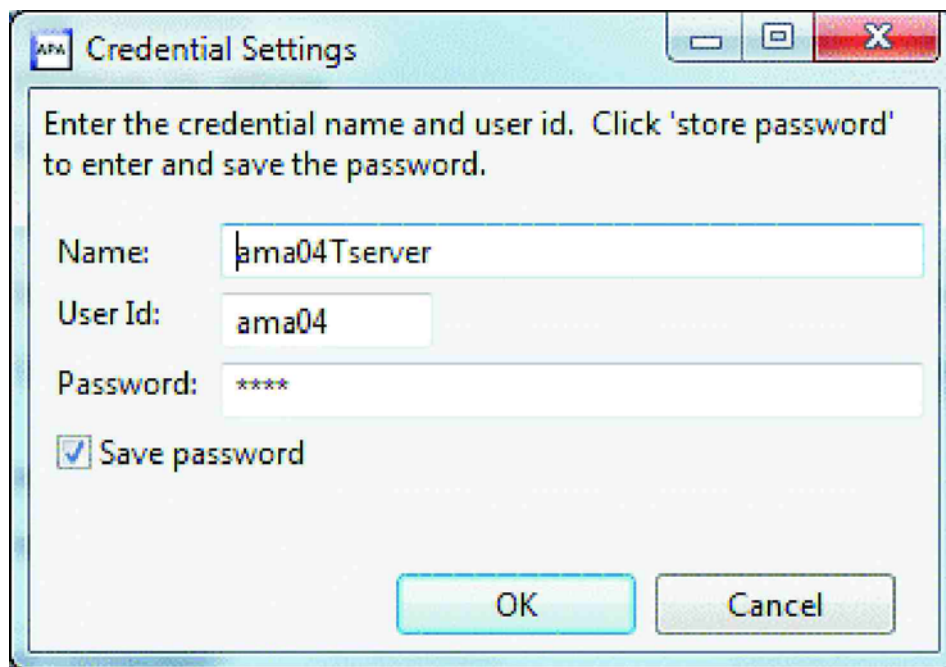 APA Credential Settings
Enter the credential name and user id. Click 'store password'
to enter and save the password.
Name: ama04Tserver
User Id: ama04
Password: ****
Save password
OK Cancel